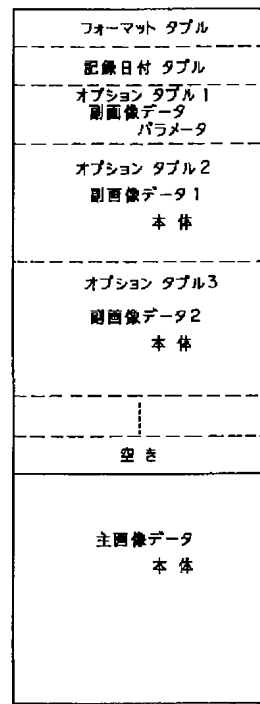 フォーマット タプル
記録日付 タプル
オプション タプル1
副画像データ
パラメータ
オプション タプル2
副画像データ1
本体
オプション タプル3
副画像データ2
本体
空き
主画像データ
本体